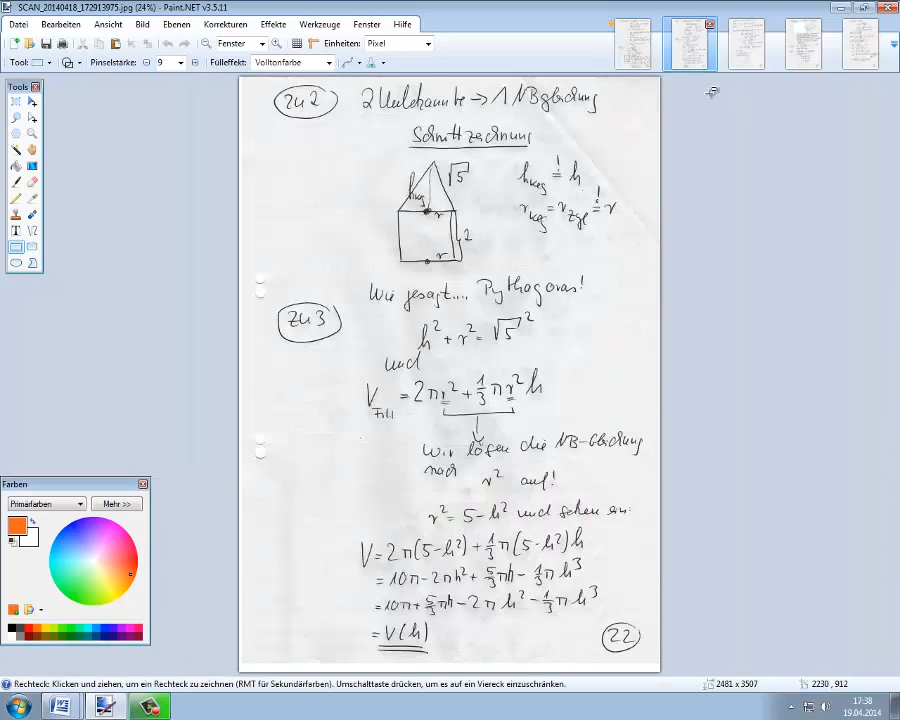 SCAN_20140418_172913975.jpg (24%) - Paint.NET v3.5.11
Datei Bearbeiten Ansicht Bild Ebenen Korrekturen Effekte Werkzeuge Fenster Hilfe
Fenster Einheiten: Pixel
Tool: Pinselstärke: 9 Fülleffekt: Volltonfarbe
Tools
zu 2 2 Unbekannte → 1 NB gleichung
Schnittzeichnung
h_Keg √5 h_Keg =! h
r r_Keg = r_Zyl =! r
2
r
Wie gesagt.... Pythagoras!
zu 3
h² + r² = √5²
und
V_Fill = 2πr² + 1/3 πr²h
Wir lösen die NB-Gleichung
nach r² auf!
r² = 5-h² und setzen ein:
V = 2π(5-h²) + 1/3 π(5-h²)h
= 10π - 2πh² + 5/3 πh - 1/3 πh³
= 10π + 5/3 πh - 2πh² - 1/3 πh³
= V(h)
22
Farben
Primärfarben Mehr >>
Rechteck: Klicken und ziehen, um ein Rechteck zu zeichnen (RMT für Sekundärfarben). Umschalttaste drücken, um es auf ein Viereck einzuschränken.
2481 x 3507 2230, 912
17:38
19.04.2014